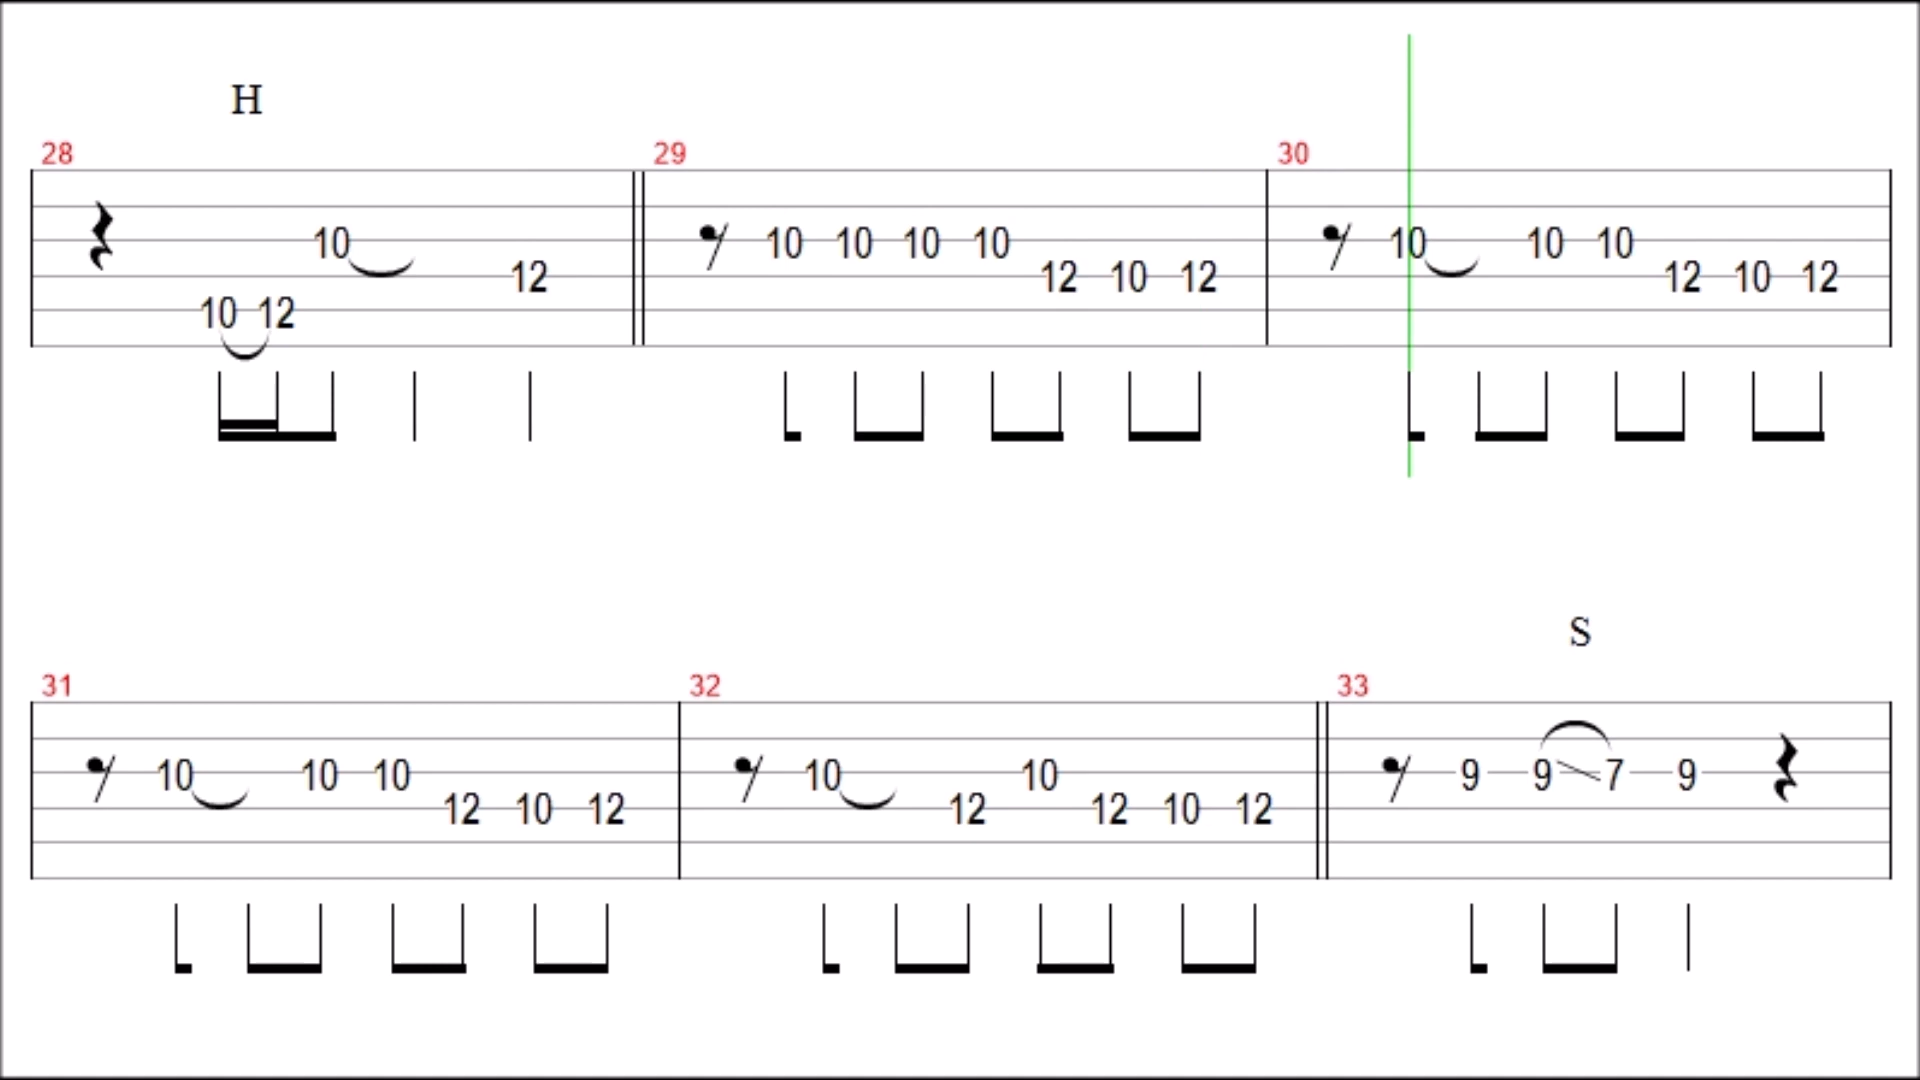 H
28 29 30
10 10 10 10 10 10 10 10
12 12 10 12 12 10 12
10 12
S
31 32 33
10 10 10 10 10 9 9 7 9
12 10 12 12 12 10 12